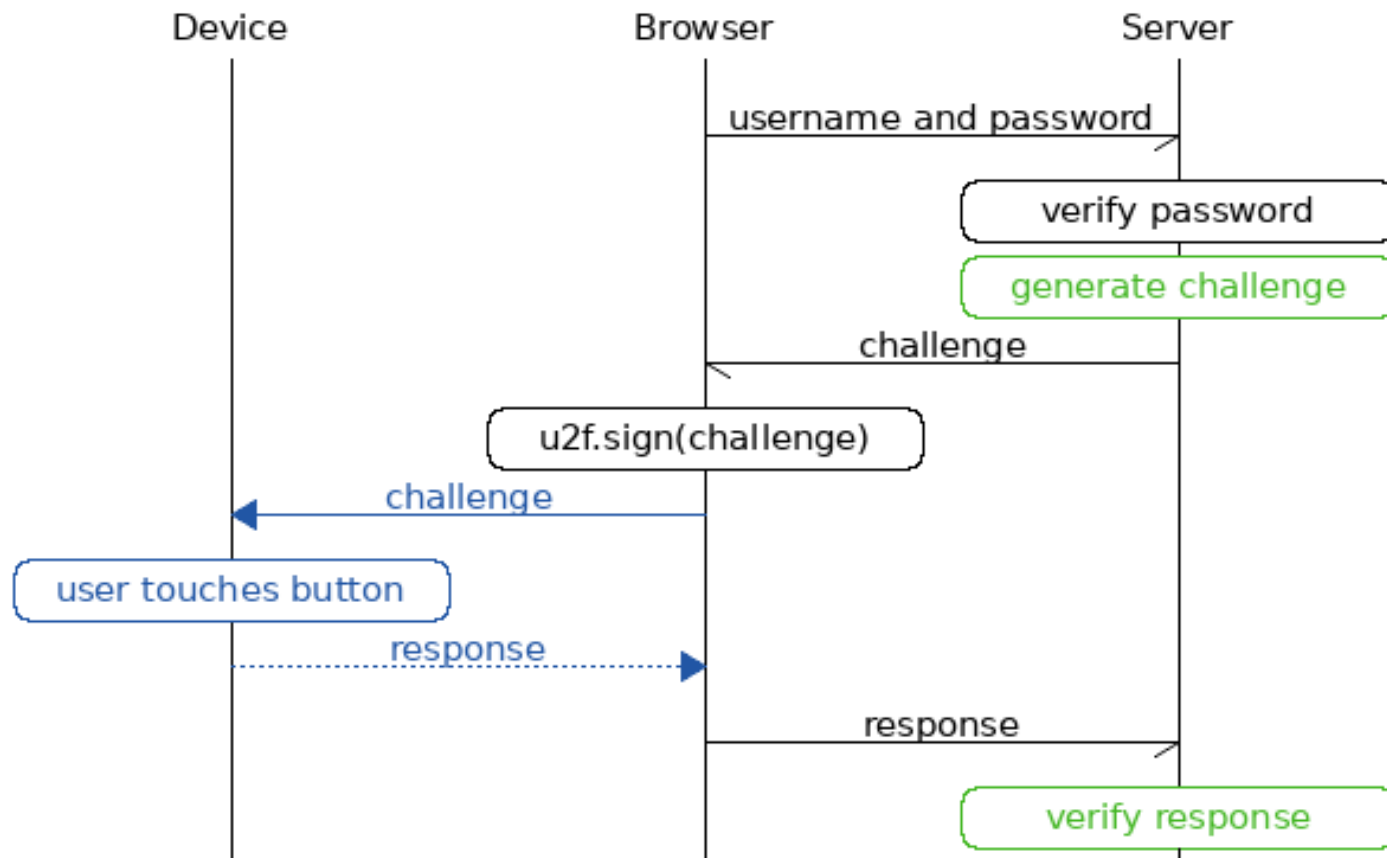 Device
Browser
Server
username and password
verify password
generate challenge
challenge
u2f.sign(challenge)
challenge
user touches button
response
response
verify response